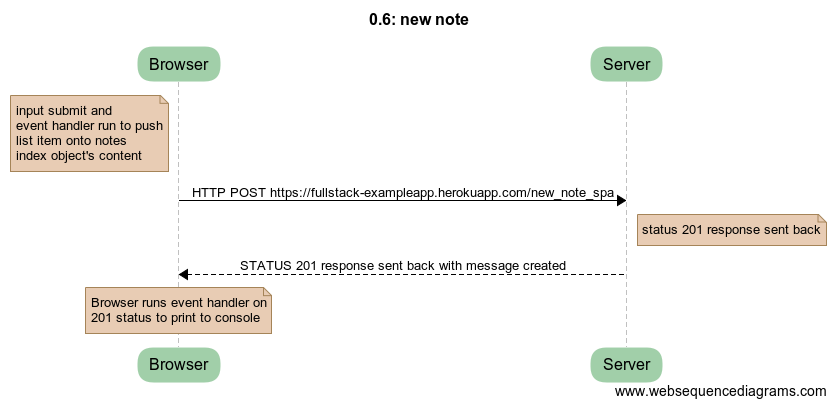 0.6: new note
Browser
Server
input submit and
event handler run to push
list item onto notes
index object's content
HTTP POST https://fullstack-exampleapp.herokuapp.com/new_note_spa
status 201 response sent back
STATUS 201 response sent back with message created
Browser runs event handler on
201 status to print to console
Browser
Server
www.websequencediagrams.com